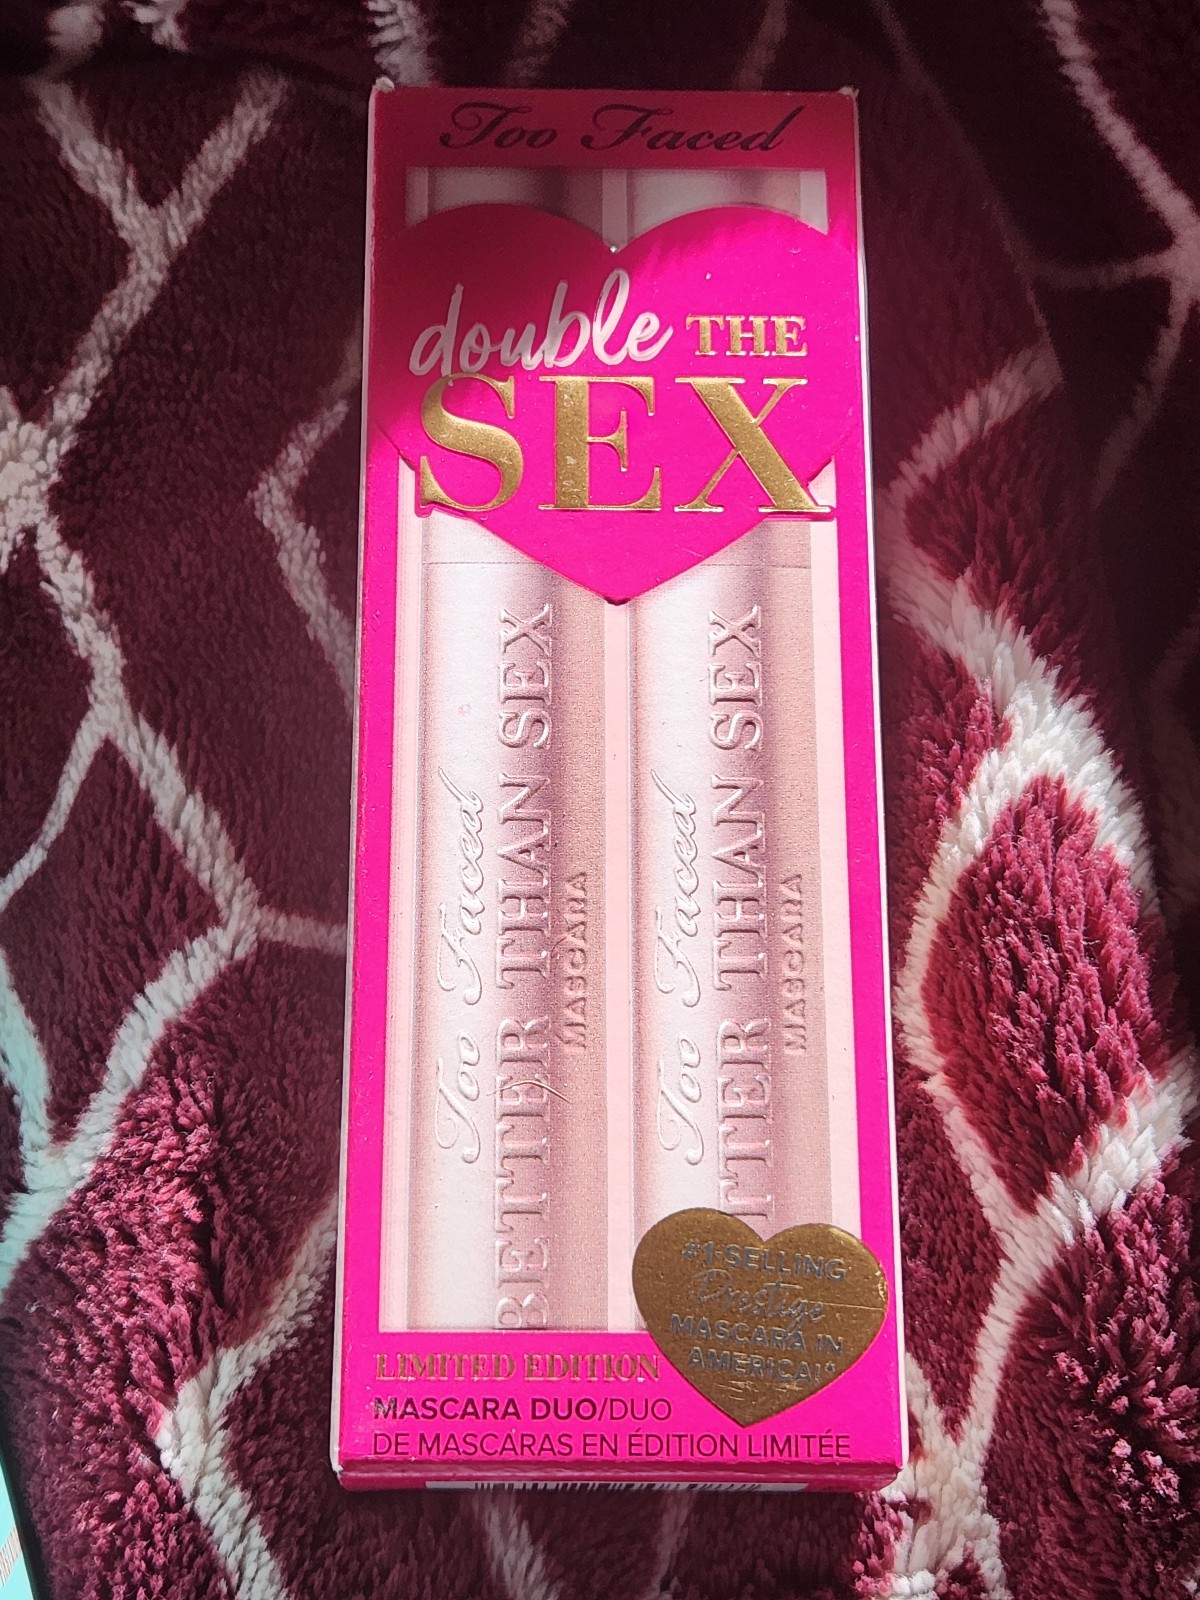 Too Faced
double THE
SEX
Too Faced
BETTER THAN SEX
MASCARA
Too Faced
TTER THAN SEX
MASCARA
#1 SELLING
Prestige
MASCARA IN
AMERICA!*
LIMITED EDITION
MASCARA DUO/DUO
DE MASCARAS EN ÉDITION LIMITÉE